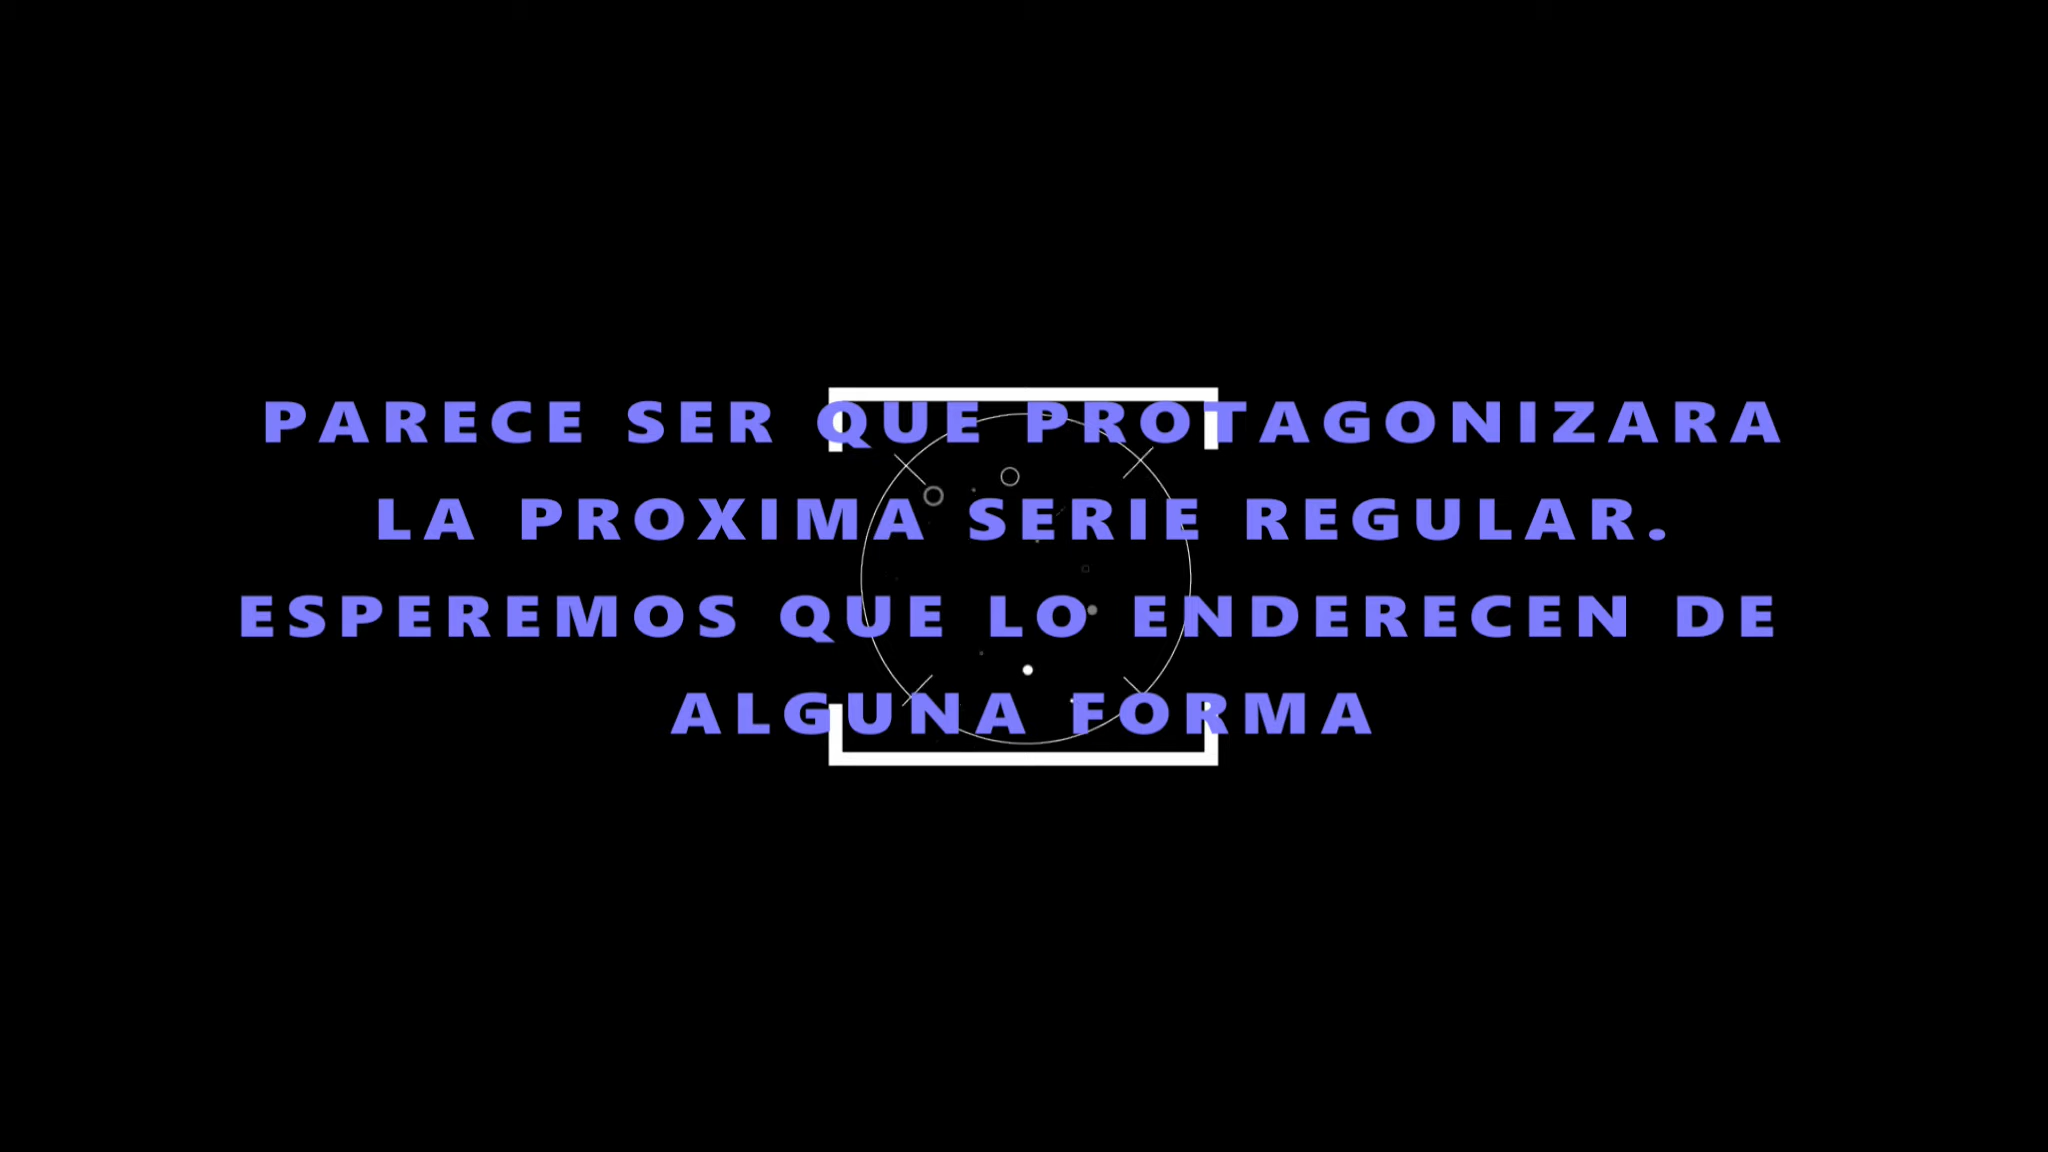 PARECE SER QUE PROTAGONIZARA
LA PROXIMA SERIE REGULAR.
ESPEREMOS QUE LO ENDERECEN DE
ALGUNA FORMA